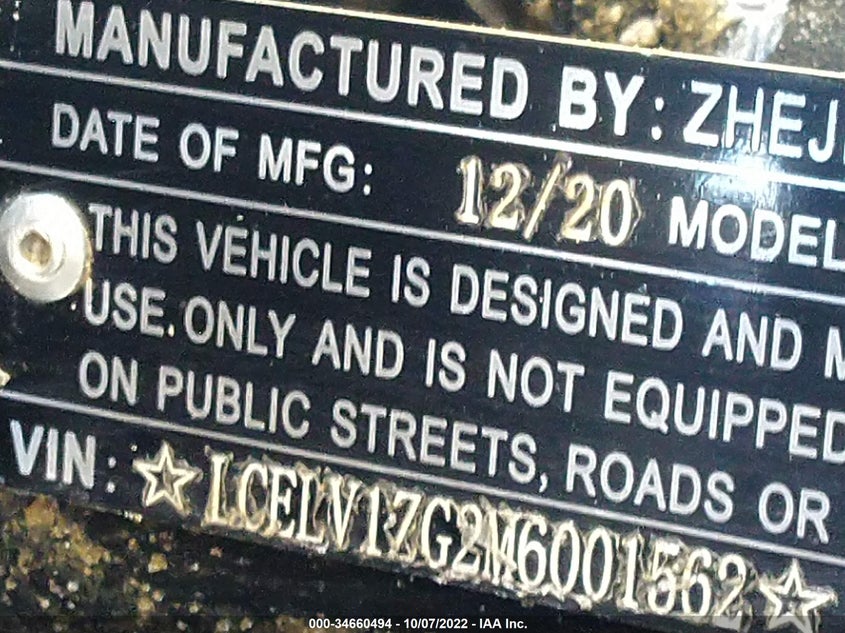 MANUFACTURED BY: ZHEJ
DATE OF MFG: 12/20 MODEL
THIS VEHICLE IS DESIGNED AND M
USE. ONLY AND IS NOT EQUIPPED
ON PUBLIC STREETS, ROADS OR
VIN: ☆LCELV1ZG2M6001562☆
000-34660494 - 10/07/2022 - IAA Inc.